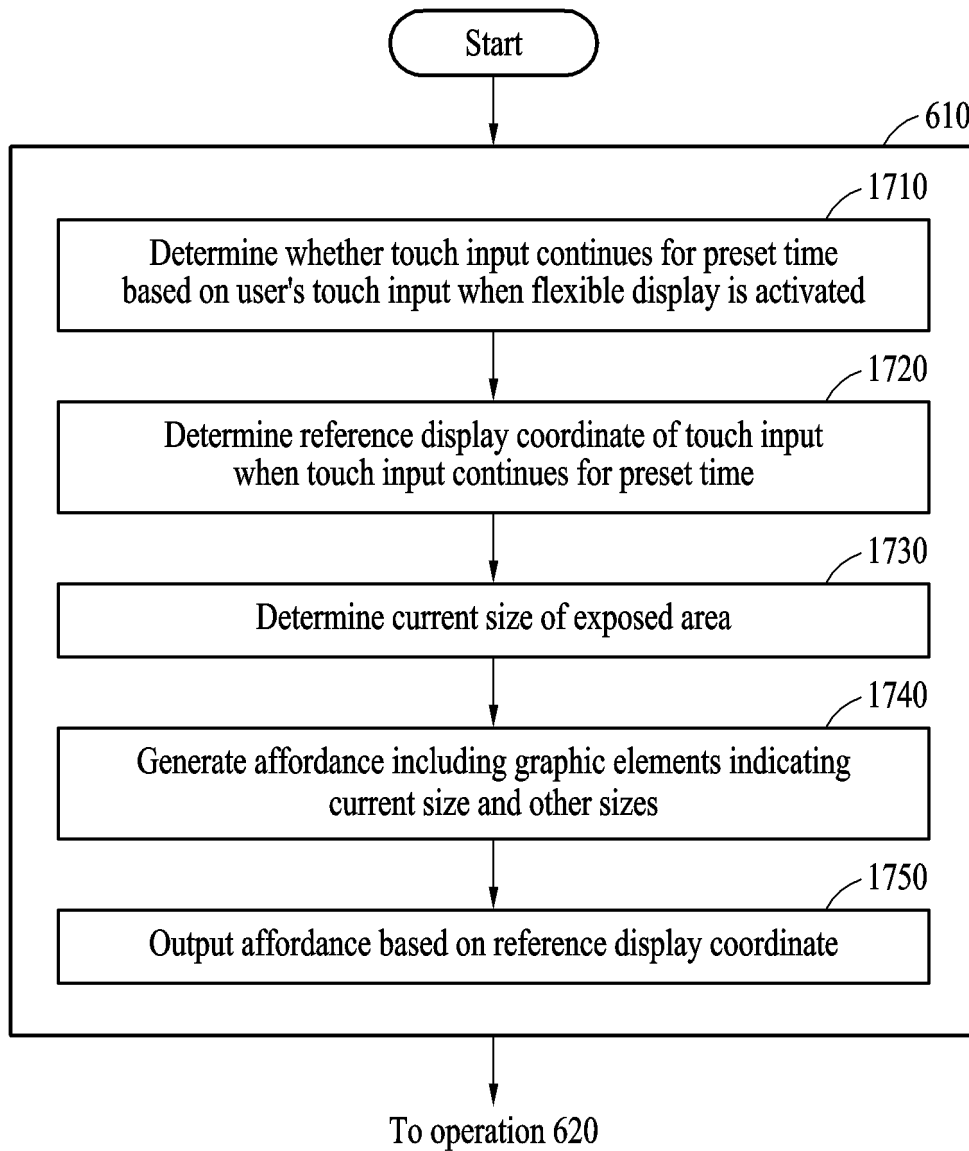 Start
610
1710
Determine whether touch input continues for preset time
based on user's touch input when flexible display is activated
1720
Determine reference display coordinate of touch input
when touch input continues for preset time
1730
Determine current size of exposed area
1740
Generate affordance including graphic elements indicating
current size and other sizes
1750
Output affordance based on reference display coordinate
To operation 620